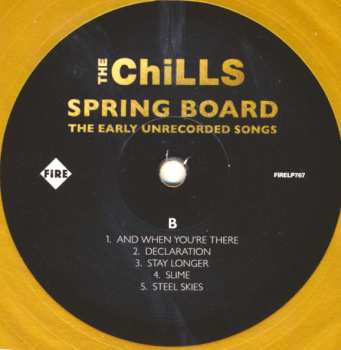 THE ChiLLS
SPRING BOARD
THE EARLY UNRECORDED SONGS
FiRE
FIRELP767
B
1. AND WHEN YOU'RE THERE
2. DECLARATION
3. STAY LONGER
4. SLIME
5. STEEL SKIES